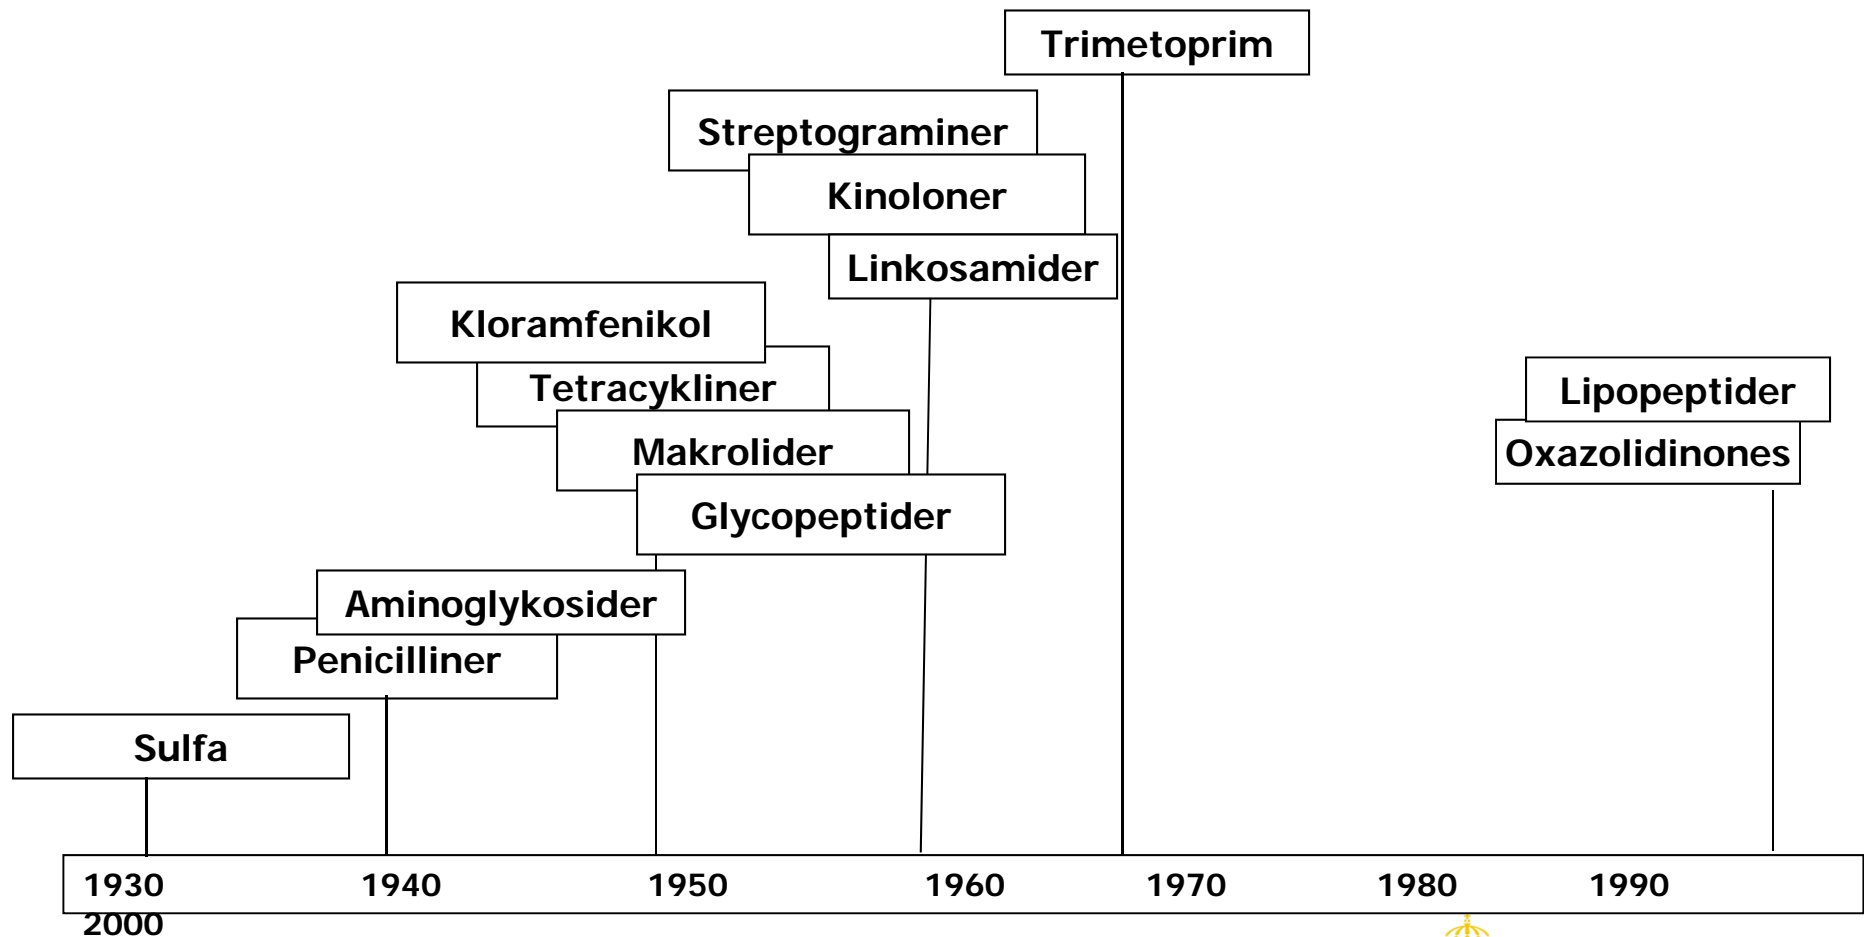 Trimetoprim
Streptograminer
Kinoloner
Linkosamider
Kloramfenikol
Tetracykliner
Lipopeptider
Makrolider
Oxazolidinones
Glycopeptider
Aminoglykosider
Penicilliner
Sulfa
1930 1940 1950 1960 1970 1980 1990
2000